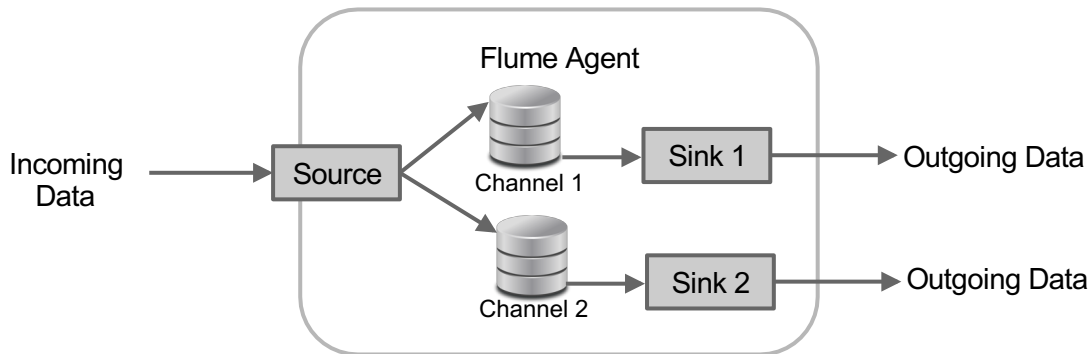 Flume Agent
Incoming
Data
Source
Channel 1
Sink 1
Outgoing Data
Channel 2
Sink 2
Outgoing Data